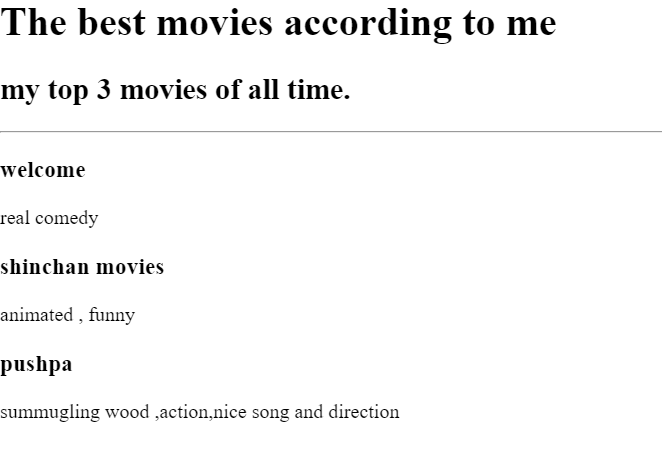 The best movies according to me
my top 3 movies of all time.
welcome
real comedy
shinchan movies
animated , funny
pushpa
summugling wood ,action,nice song and direction